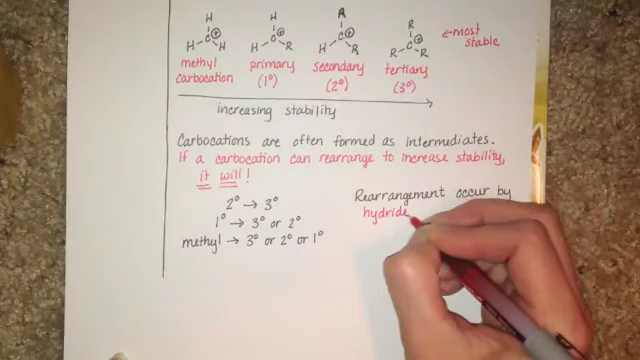 H H R R
H C⊕ H H C⊕ R H C⊕ R R C⊕ R
methyl carbocation
primary (1°)
secondary (2°)
tertiary (3°)
← most stable
increasing stability
Carbocations are often formed as intermediates.
If a carbocation can rearrange to increase stability,
it will!
2° → 3°
1° → 3° or 2°
methyl → 3° or 2° or 1°
Rearrangement occur by
hydride